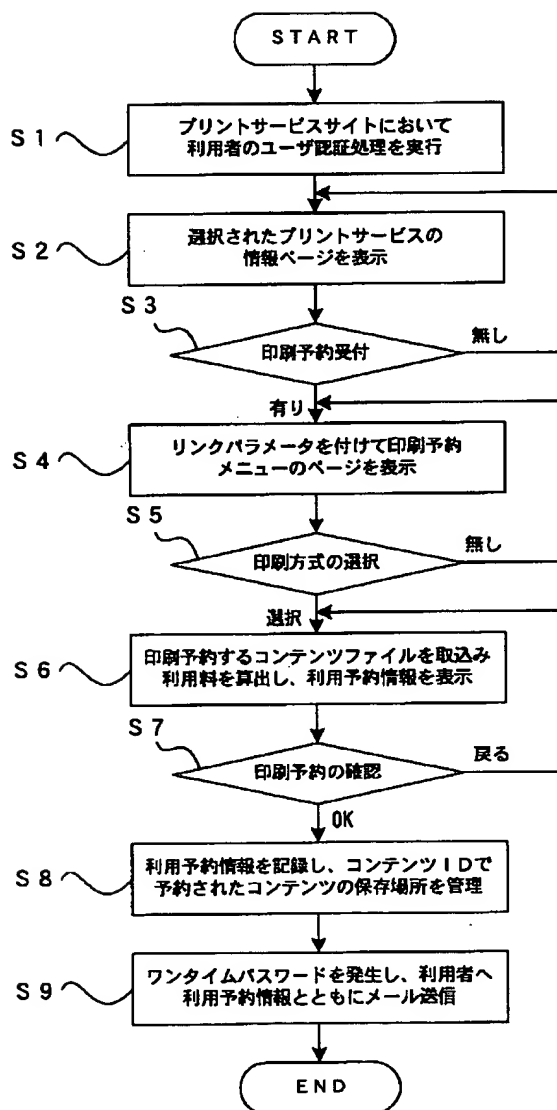 START
S1
プリントサービスサイトにおいて
利用者のユーザ認証処理を実行
S2
選択されたプリントサービスの
情報ページを表示
S3
印刷予約受付
無し
有り
S4
リンクパラメータを付けて印刷予約
メニューのページを表示
S5
印刷方式の選択
無し
選択
S6
印刷予約するコンテンツファイルを取込み
利用料を算出し、利用予約情報を表示
S7
印刷予約の確認
戻る
OK
S8
利用予約情報を記録し、コンテンツIDで
予約されたコンテンツの保存場所を管理
S9
ワンタイムパスワードを発生し、利用者へ
利用予約情報とともにメール送信
END